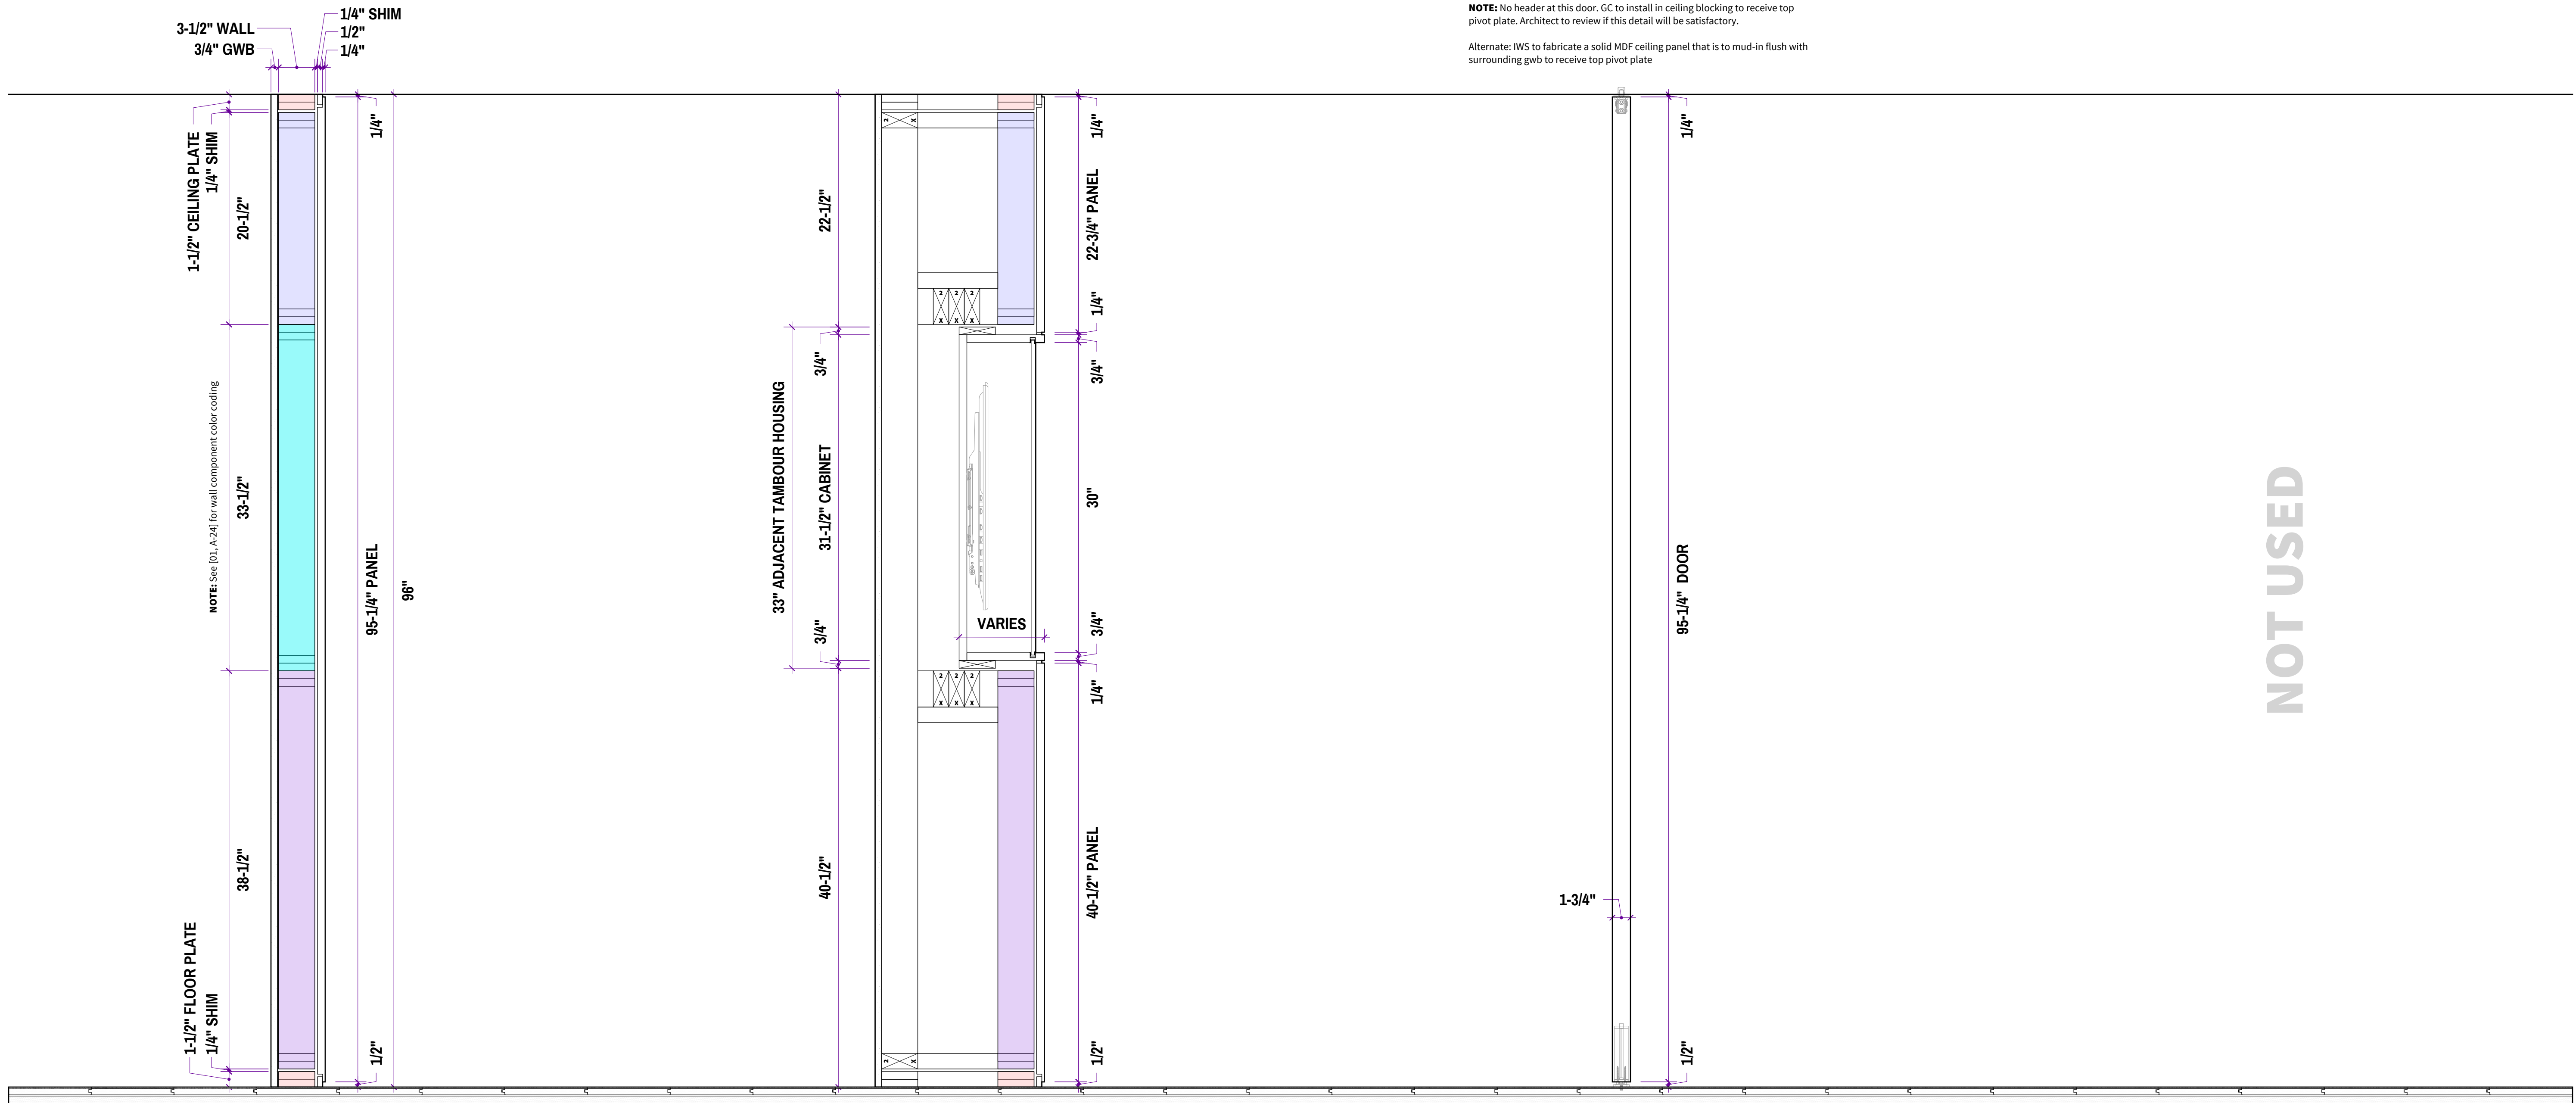 NOTE: No header at this door. GC to install in ceiling blocking to receive top
pivot plate. Architect to review if this detail will be satisfactory.
Alternate: IWS to fabricate a solid MDF ceiling panel that is to mud-in flush with
surrounding gwb to receive top pivot plate
3-1/2" WALL
3/4" GWB
1/4" SHIM
1/2"
1/4"
1-1/2" CEILING PLATE
1/4" SHIM
20-1/2"
NOTE: See [01, A-24] for wall component color coding
33-1/2"
38-1/2"
1-1/2" FLOOR PLATE
1/4" SHIM
1/4"
95-1/4" PANEL
96"
1/2"
33" ADJACENT TAMBOUR HOUSING
22-1/2"
3/4"
31-1/2" CABINET
3/4"
40-1/2"
2 X
2 2 2
X X X
VARIES
2 2 2
X X X
2 X
1/4"
22-3/4" PANEL
1/4"
3/4"
30"
3/4"
1/4"
40-1/2" PANEL
1/2"
1-3/4"
1/4"
95-1/4" DOOR
1/2"
NOT USED